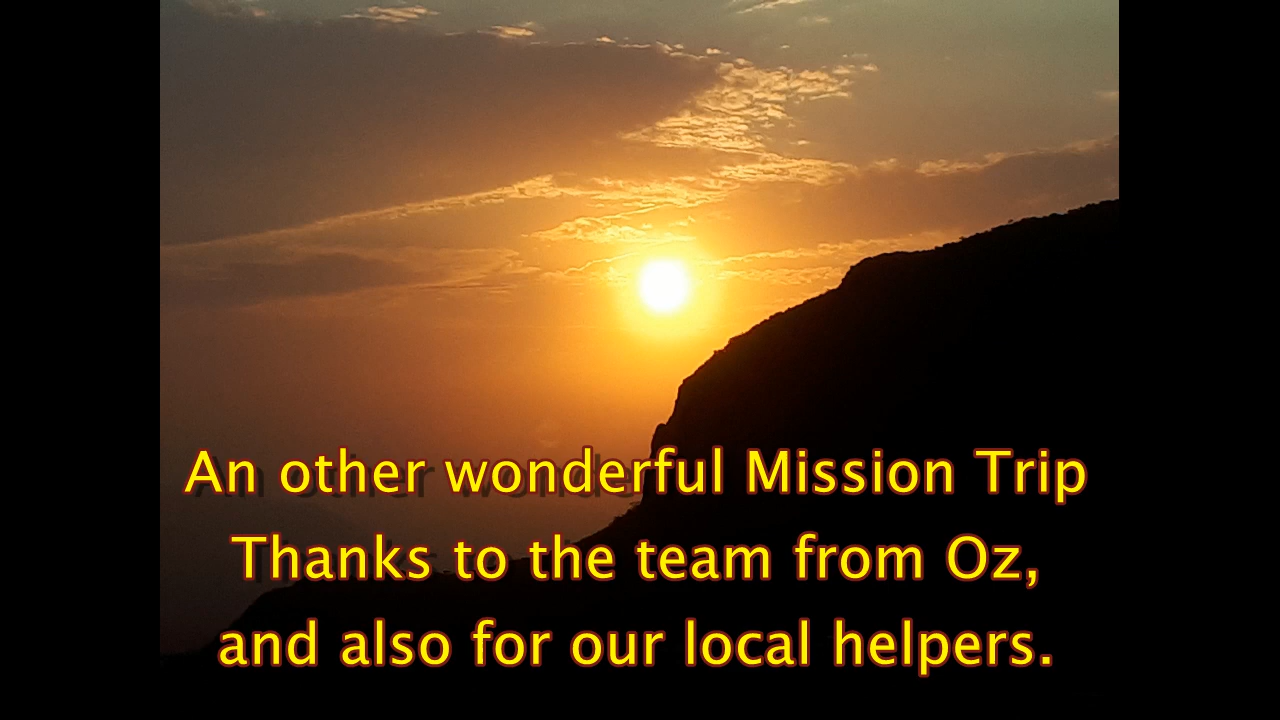 An other wonderful Mission Trip
Thanks to the team from Oz,
and also for our local helpers.